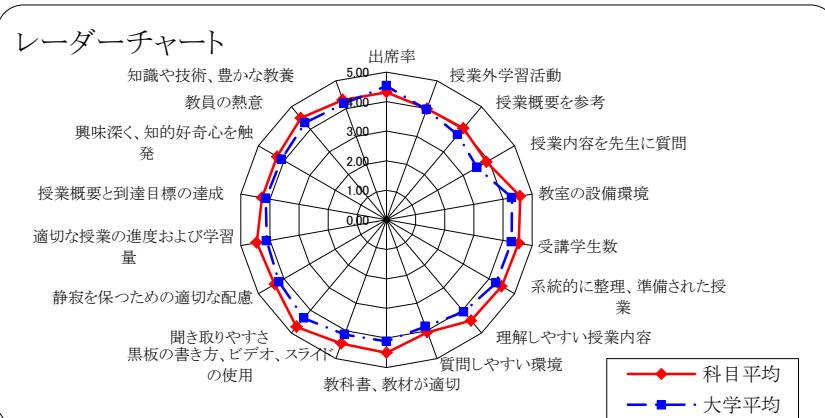 レーダーチャート
出席率
授業外学習活動
授業概要を参考
授業内容を先生に質問
教室の設備環境
受講学生数
系統的に整理、準備された授
業
理解しやすい授業内容
質問しやすい環境
教科書、教材が適切
黒板の書き方、ビデオ、スライド
の使用
聞き取りやすさ
静寂を保つための適切な配慮
適切な授業の進度および学習
量
授業概要と到達目標の達成
興味深く、知的好奇心を触
発
教員の熱意
知識や技術、豊かな教養
5.00
4.00
3.00
2.00
1.00
0.00
科目平均
大学平均